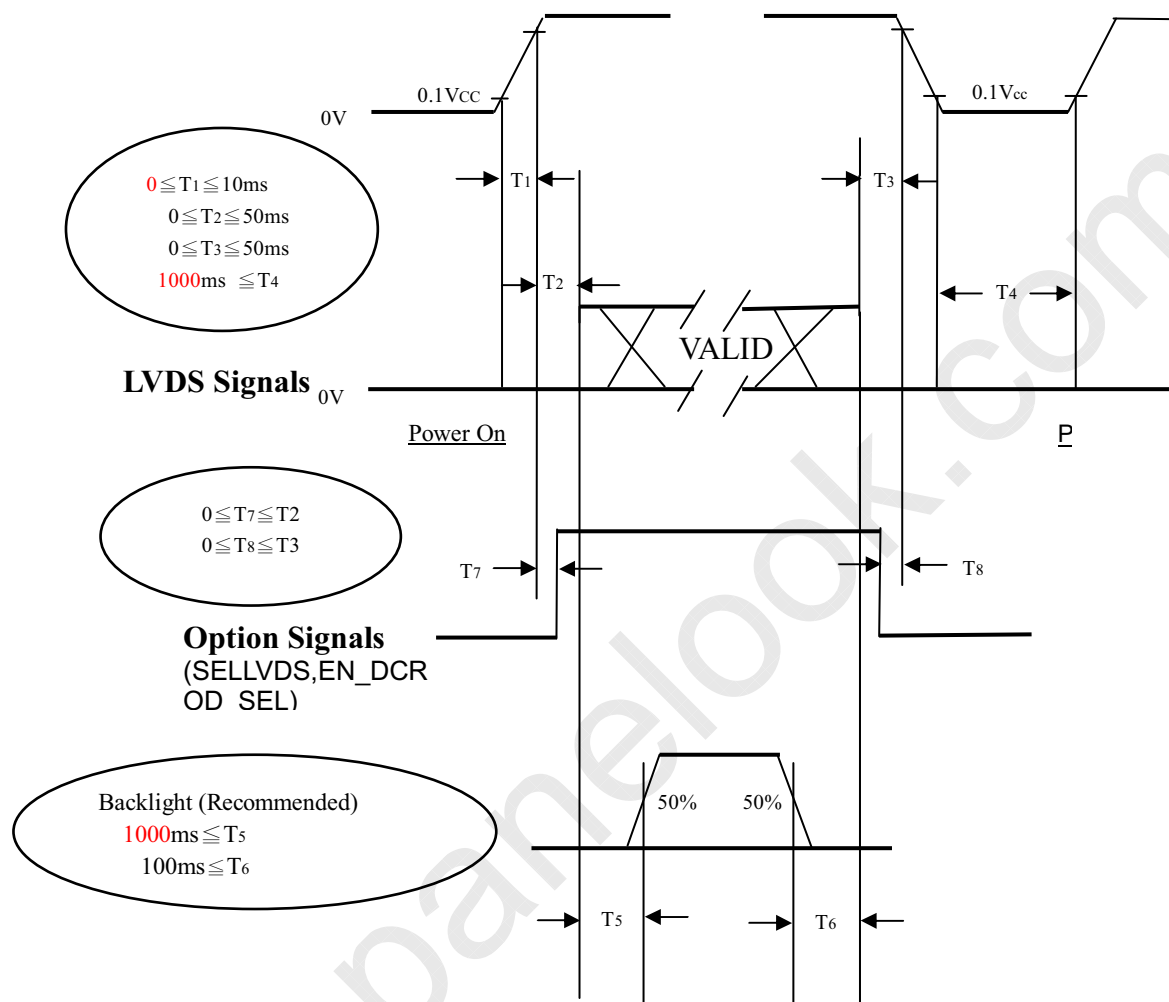 0.1VCC
0.1Vcc
0V
0≦T1≦10ms
0≦T2≦50ms
0≦T3≦50ms
1000ms ≦T4
T1
T3
T2
T4
VALID
LVDS Signals 0V
Power On
P
0≦T7≦T2
0≦T8≦T3
T7
T8
Option Signals
(SELLVDS,EN_DCR
OD_SEL)
Backlight (Recommended)
1000ms≦T5
100ms≦T6
50%
50%
T5
T6
panelook.com